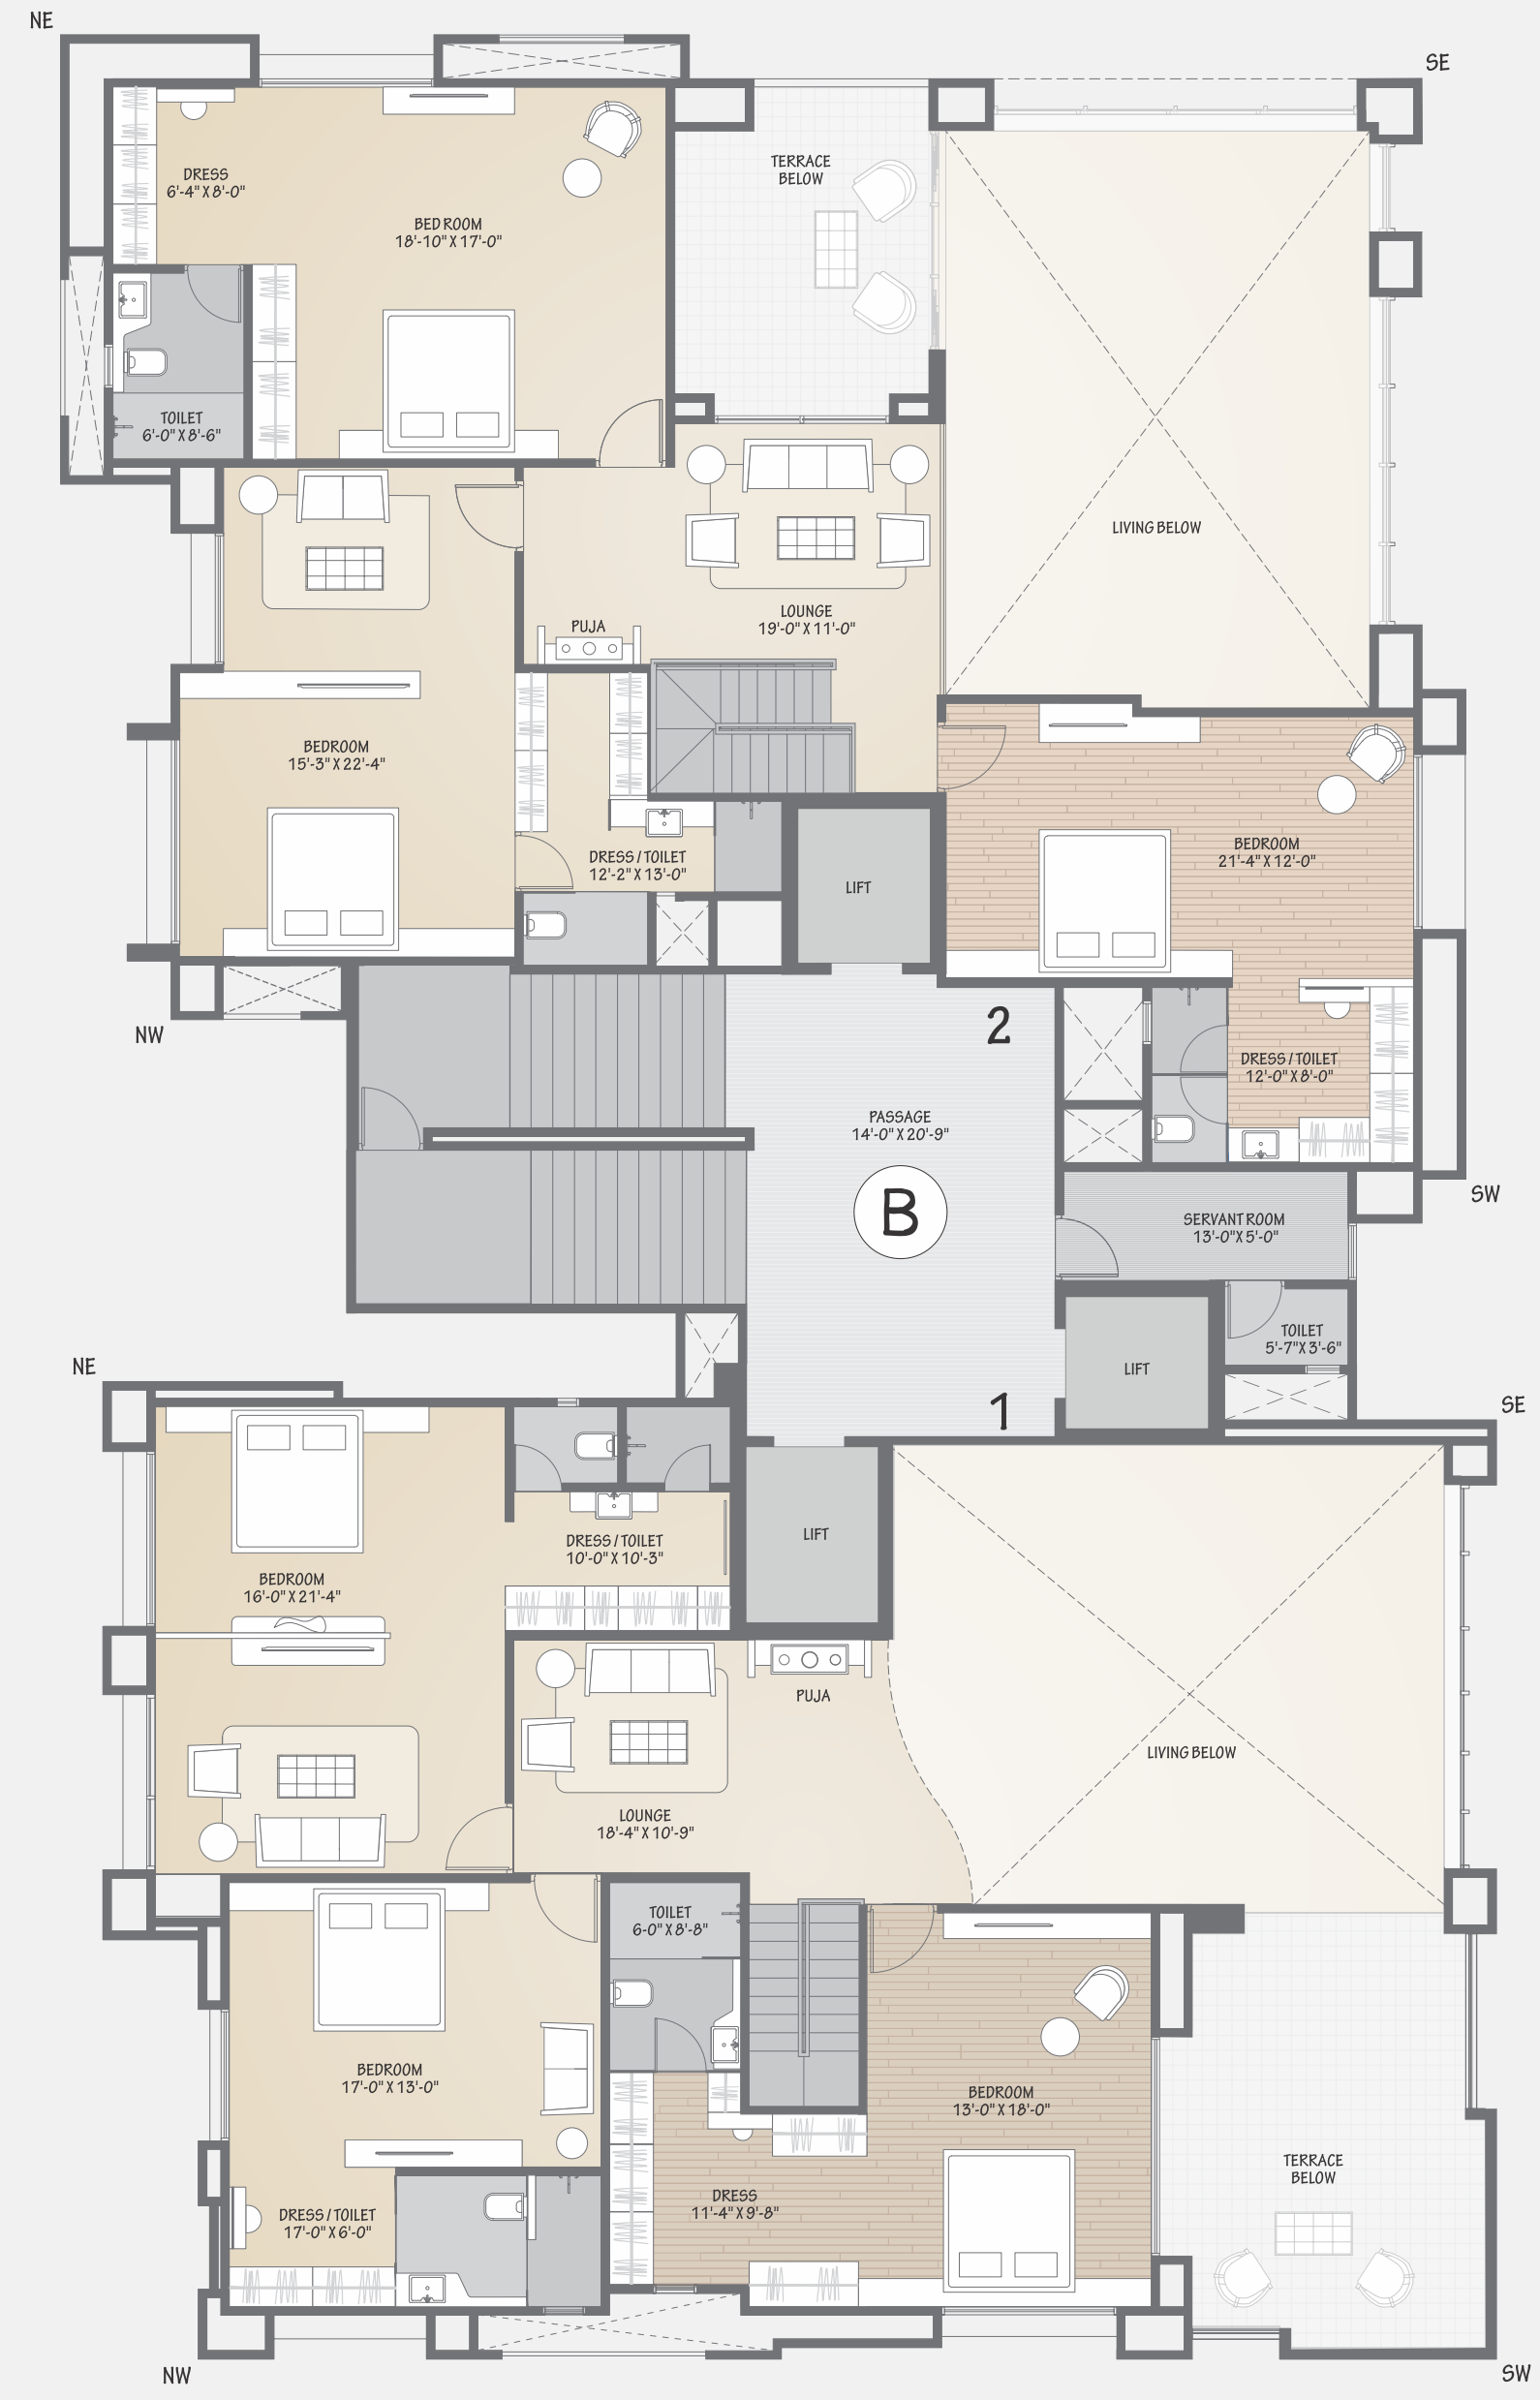 NE
SE
DRESS
6'-4" X 8'-0"
BED ROOM
18'-10" X 17'-0"
TERRACE
BELOW
TOILET
6'-0" X 8'-6"
LIVING BELOW
LOUNGE
19'-0" X 11'-0"
PUJA
BEDROOM
15'-3" X 22'-4"
DRESS / TOILET
12'-2" X 13'-0"
LIFT
BEDROOM
21'-4" X 12'-0"
NW
2
DRESS / TOILET
12'-0" X 8'-0"
PASSAGE
14'-0" X 20'-9"
B
SW
SERVANT ROOM
13'-0"X 5'-0"
TOILET
5'-7"X 3'-6"
LIFT
NE
1
SE
DRESS / TOILET
10'-0" X 10'-3"
LIFT
BEDROOM
16'-0" X 21'-4"
PUJA
LIVING BELOW
LOUNGE
18'-4" X 10'-9"
TOILET
6-0" X 8'-8"
BEDROOM
17'-0" X 13'-0"
BEDROOM
13'-0" X 18'-0"
TERRACE
BELOW
DRESS
11'-4" X 9'-8"
DRESS / TOILET
17'-0" X 6'-0"
NW
SW